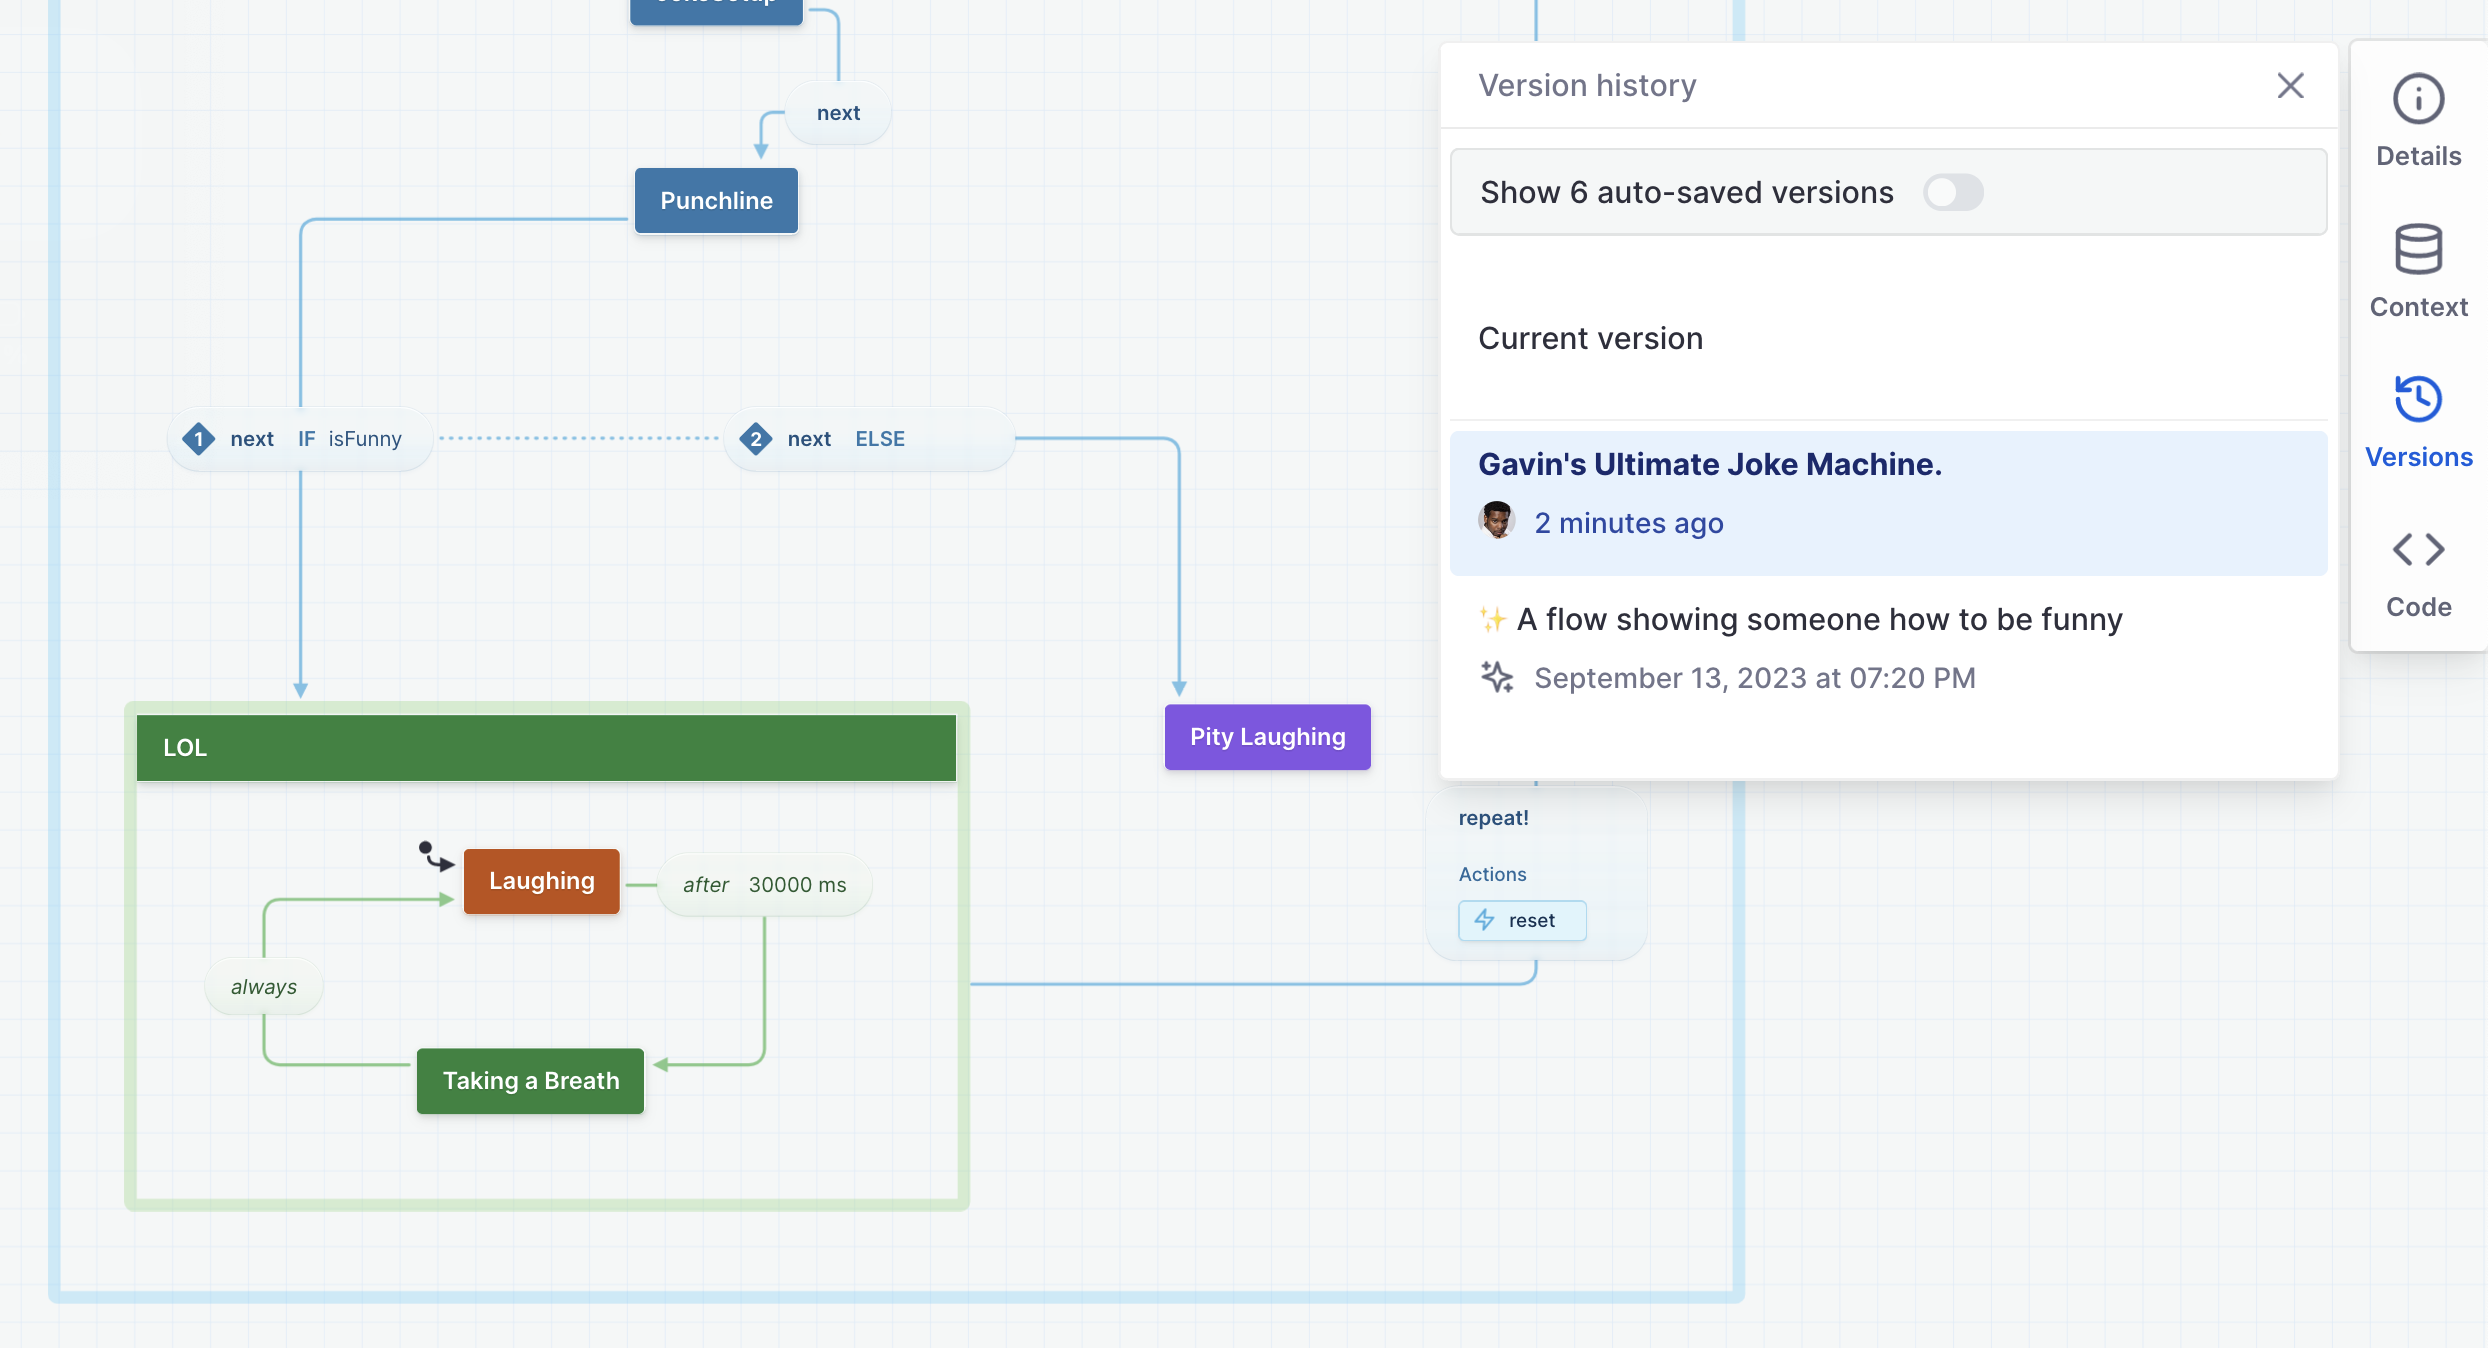 next
Punchline
1 next IF isFunny
2 next ELSE
LOL
Pity Laughing
Laughing
after 30000 ms
always
Taking a Breath
repeat!
Actions
reset
Version history
Show 6 auto-saved versions
Current version
Gavin's Ultimate Joke Machine.
2 minutes ago
✨ A flow showing someone how to be funny
September 13, 2023 at 07:20 PM
Details
Context
Versions
Code